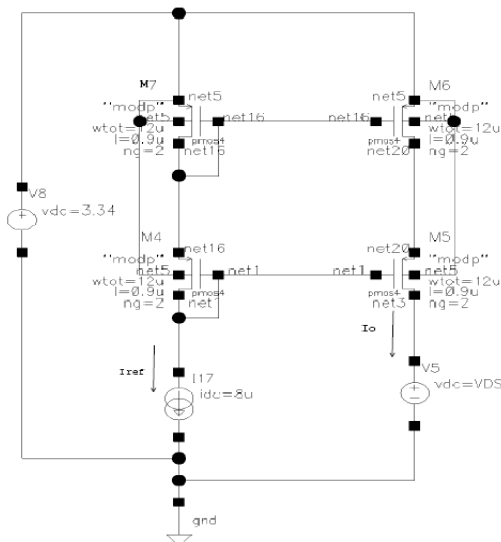 M7
net5
"modp"
net5
wtot=12u
l=0.9u
ng=2
net16
pmos4
net16
M6
net5
"modp"
net5
wtot=12u
l=0.9u
ng=2
net16
pmos4
net20
V8
vdc=3.34
M4
net16
"modp"
net5
wtot=12u
l=0.9u
ng=2
net1
pmos4
M5
net20
"modp"
net5
wtot=12u
l=0.9u
ng=2
net1
pmos4
net3
Iref
I17
idc=8u
Io
V5
vdc=VDS
gnd